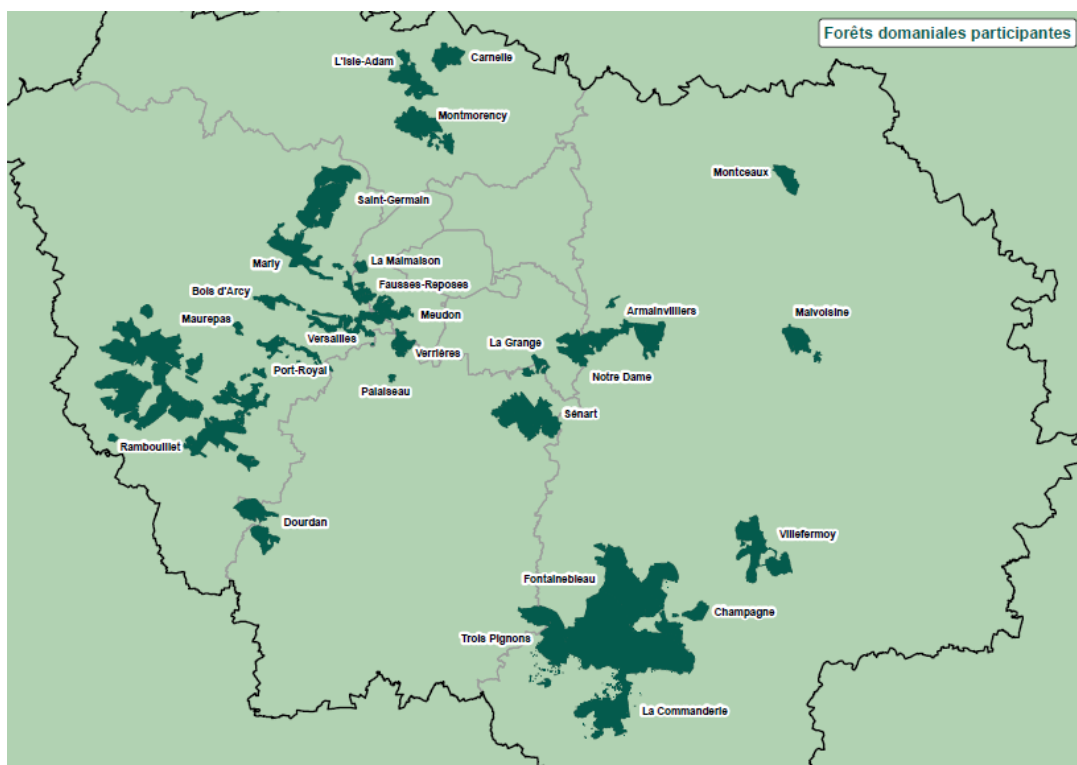 Forêts domaniales participantes
L'Isle-Adam
Carnelle
Montmorency
Montceaux
Saint-Germain
Marly
La Malmaison
Fausses-Reposes
Bois d'Arcy
Meudon
Armainvilliers
Malvoisine
Maurepas
Versailles
La Grange
Verrières
Port-Royal
Notre Dame
Palaiseau
Sénart
Rambouillet
Dourdan
Villefermoy
Fontainebleau
Champagne
Trois Pignons
La Commanderie